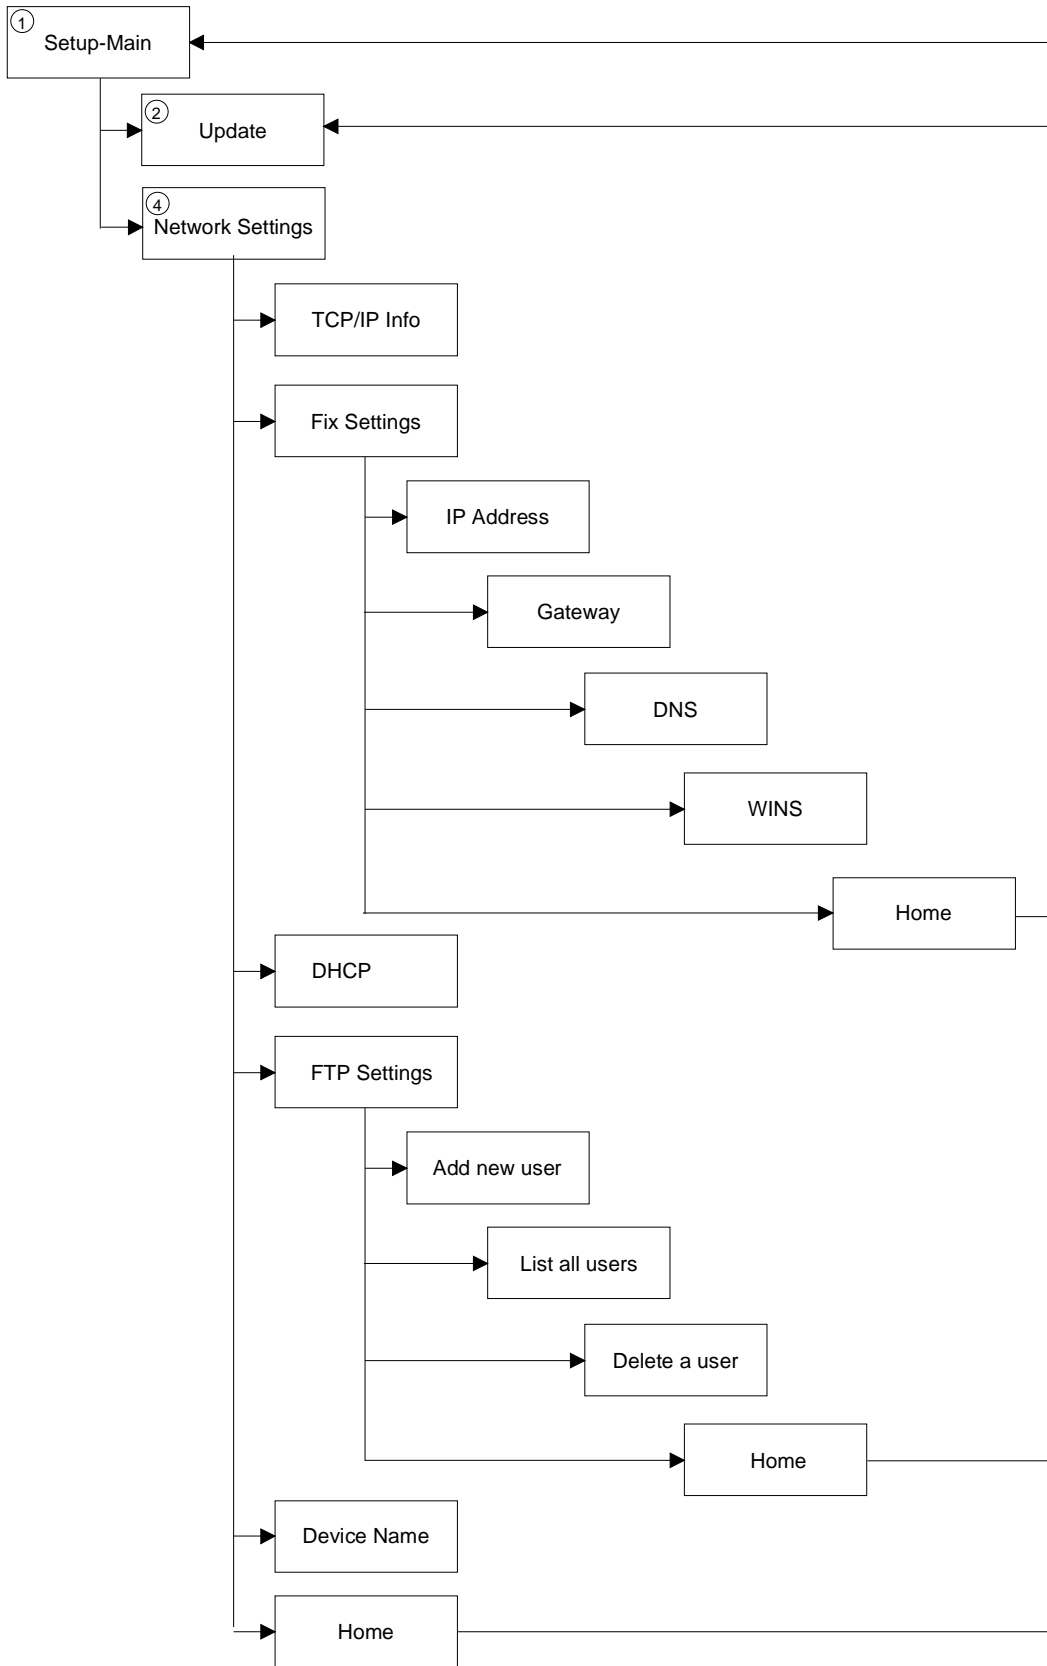 1
Setup-Main
2
Update
4
Network Settings
TCP/IP Info
Fix Settings
IP Address
Gateway
DNS
WINS
Home
DHCP
FTP Settings
Add new user
List all users
Delete a user
Home
Device Name
Home